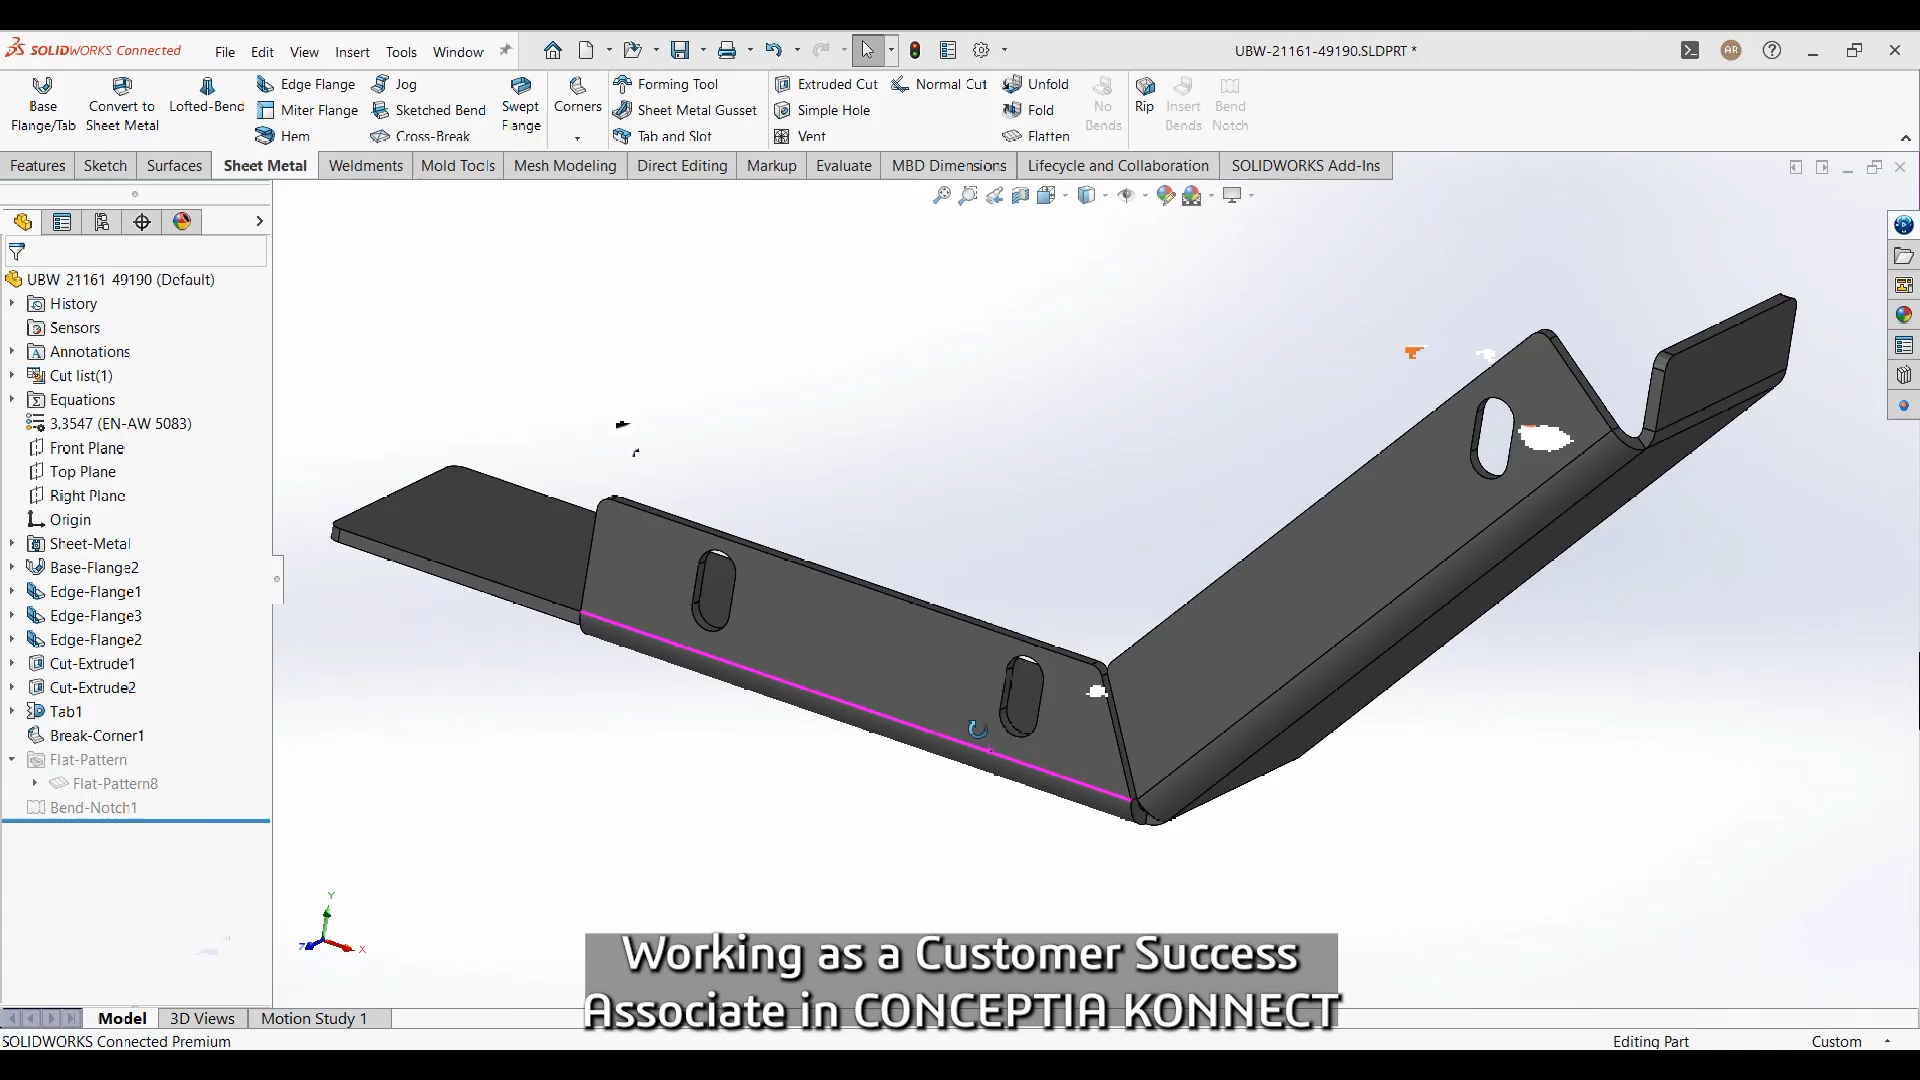 SOLIDWORKS Connected
File Edit View Insert Tools Window
UBW-21161-49190.SLDPRT *
AR
Base Flange/Tab
Convert to Sheet Metal
Lofted-Bend
Edge Flange
Miter Flange
Hem
Jog
Sketched Bend
Cross-Break
Swept Flange
Corners
Forming Tool
Sheet Metal Gusset
Tab and Slot
Extruded Cut
Simple Hole
Vent
Normal Cut
Unfold
Fold
Flatten
No Bends
Rip
Insert Bends
Bend Notch
Features Sketch Surfaces Sheet Metal Weldments Mold Tools Mesh Modeling Direct Editing Markup Evaluate MBD Dimensions Lifecycle and Collaboration SOLIDWORKS Add-Ins
UBW 21161 49190 (Default)
History
Sensors
Annotations
Cut list(1)
Equations
3.3547 (EN-AW 5083)
Front Plane
Top Plane
Right Plane
Origin
Sheet-Metal
Base-Flange2
Edge-Flange1
Edge-Flange3
Edge-Flange2
Cut-Extrude1
Cut-Extrude2
Tab1
Break-Corner1
Flat-Pattern
Flat-Pattern8
Bend-Notch1
Y
Z
X
Working as a Customer Success
Associate in CONCEPTIA KONNECT
Model 3D Views Motion Study 1
SOLIDWORKS Connected Premium
Editing Part
Custom